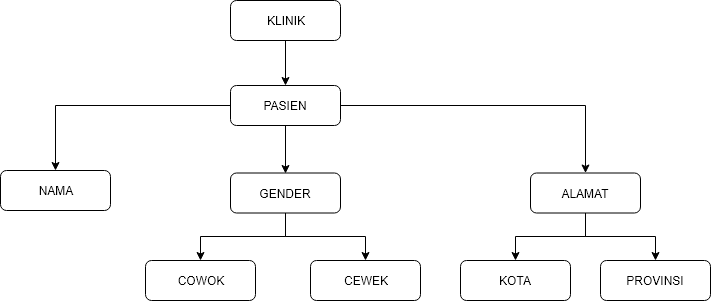 KLINIK
PASIEN
NAMA
GENDER
ALAMAT
COWOK
CEWEK
KOTA
PROVINSI